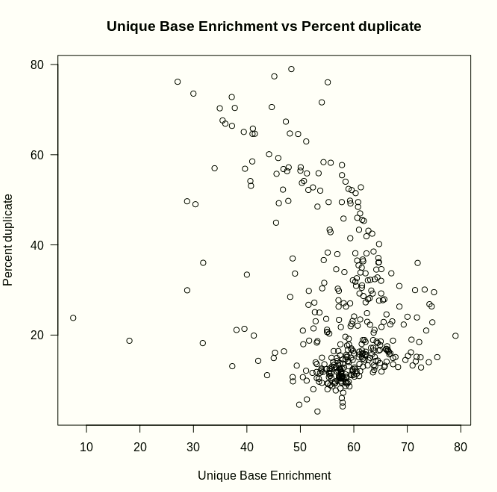 Unique Base Enrichment vs Percent duplicate
80
60
40
20
Percent duplicate
10 20 30 40 50 60 70 80
Unique Base Enrichment